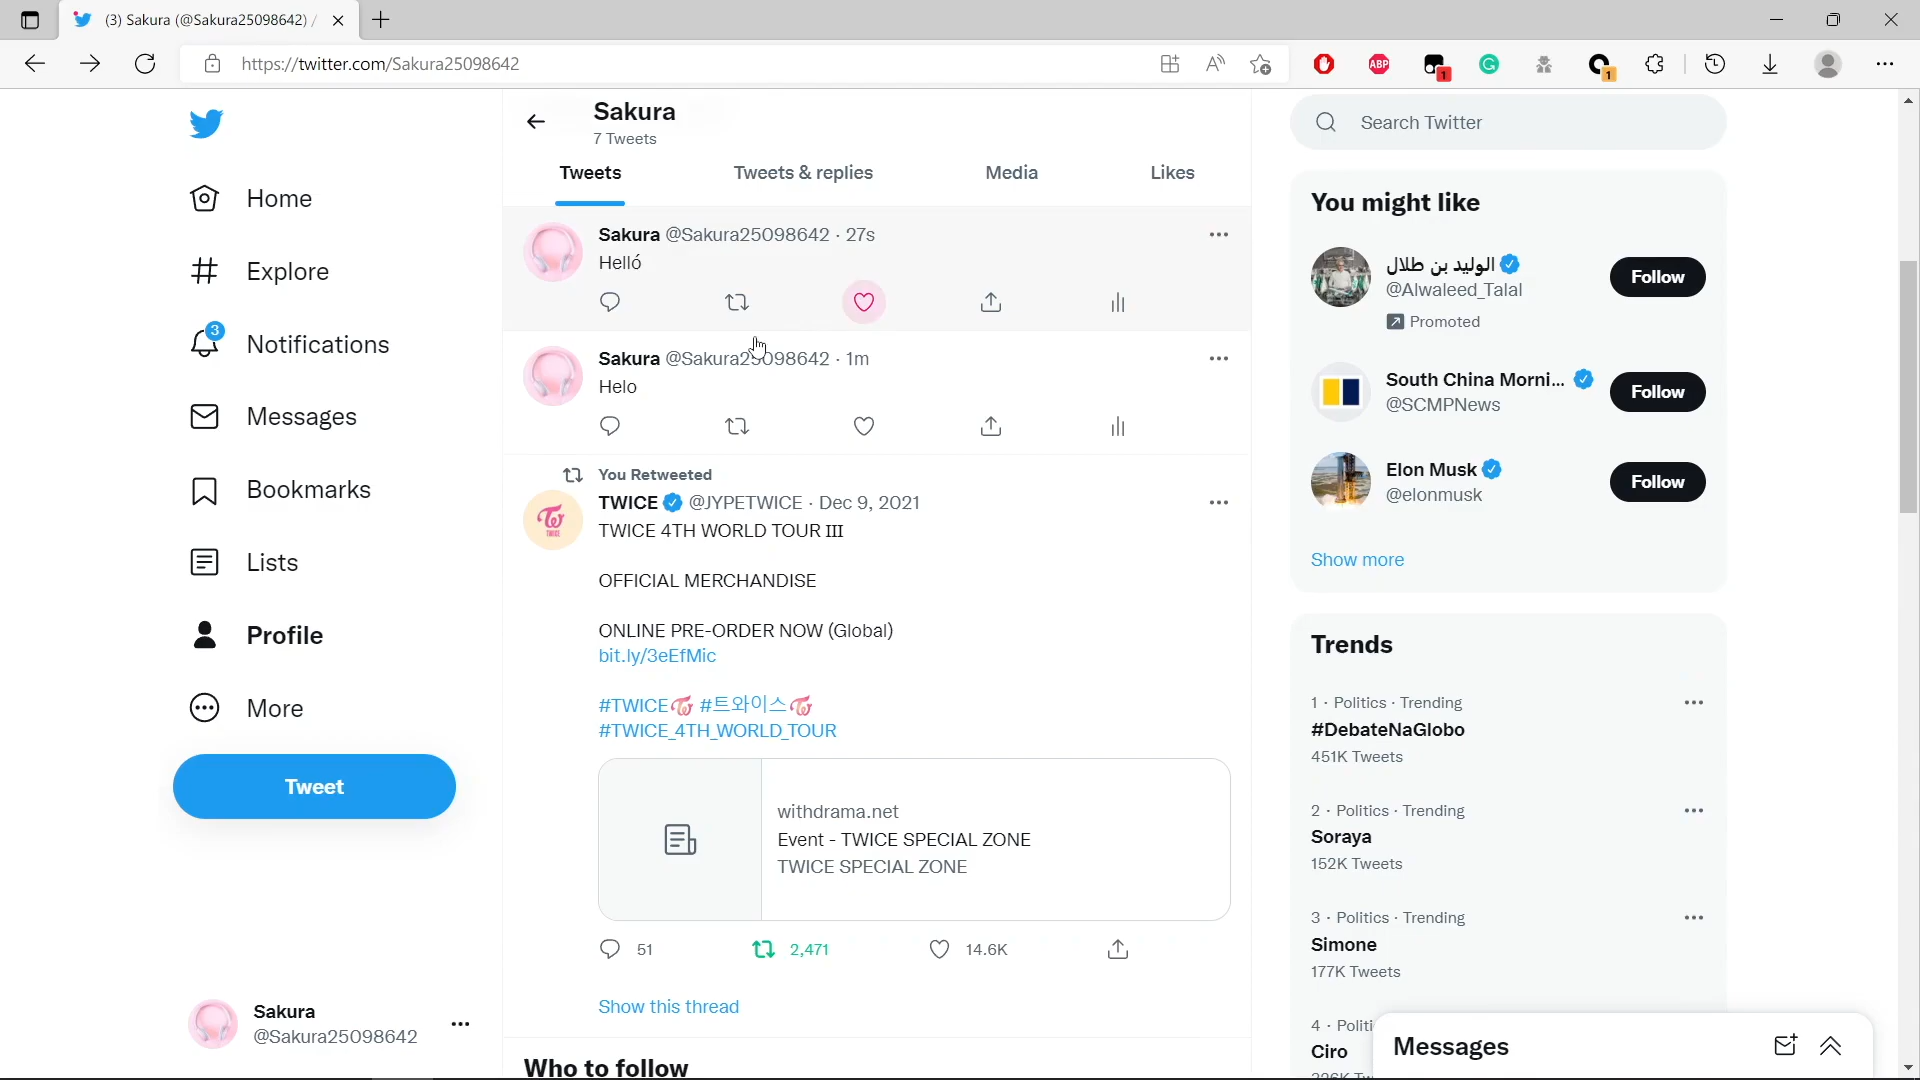 (3) Sakura (@Sakura25098642) /
https://twitter.com/Sakura25098642
ABP
1
1
Home
Explore
3
Notifications
Messages
Bookmarks
Lists
Profile
More
Tweet
Sakura
@Sakura25098642
Sakura
7 Tweets
Tweets
Tweets & replies
Media
Likes
Sakura @Sakura25098642 · 27s
Helló
Sakura @Sakura25098642 · 1m
Helo
You Retweeted
TWICE @JYPETWICE · Dec 9, 2021
TWICE 4TH WORLD TOUR Ⅲ
OFFICIAL MERCHANDISE
ONLINE PRE-ORDER NOW (Global)
bit.ly/3eEfMic
#TWICE #트와이스
#TWICE_4TH_WORLD_TOUR
withdrama.net
Event - TWICE SPECIAL ZONE
TWICE SPECIAL ZONE
51
2,471
14.6K
Show this thread
Who to follow
Search Twitter
You might like
الوليد بن طلال
@Alwaleed_Talal
Promoted
Follow
South China Morni...
@SCMPNews
Follow
Elon Musk
@elonmusk
Follow
Show more
Trends
1 · Politics · Trending
#DebateNaGlobo
451K Tweets
2 · Politics · Trending
Soraya
152K Tweets
3 · Politics · Trending
Simone
177K Tweets
4 · Politi
Ciro
Messages